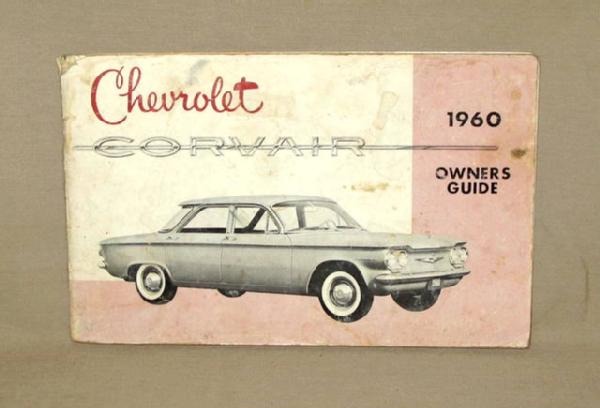 Chevrolet
CORVAIR
1960
OWNERS
GUIDE